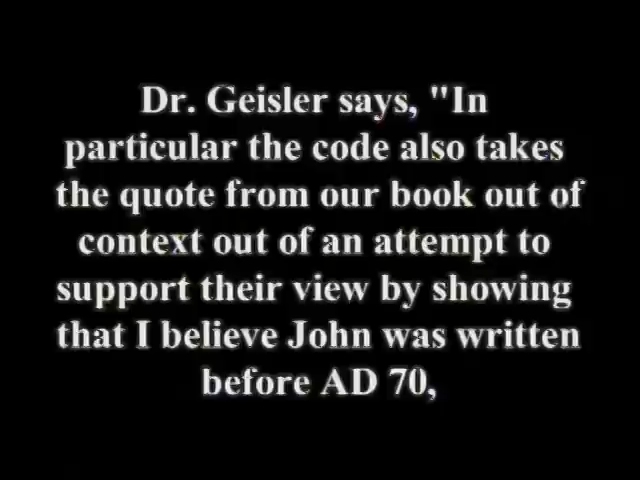 Dr. Geisler says, "In
particular the code also takes
the quote from our book out of
context out of an attempt to
support their view by showing
that I believe John was written
before AD 70,